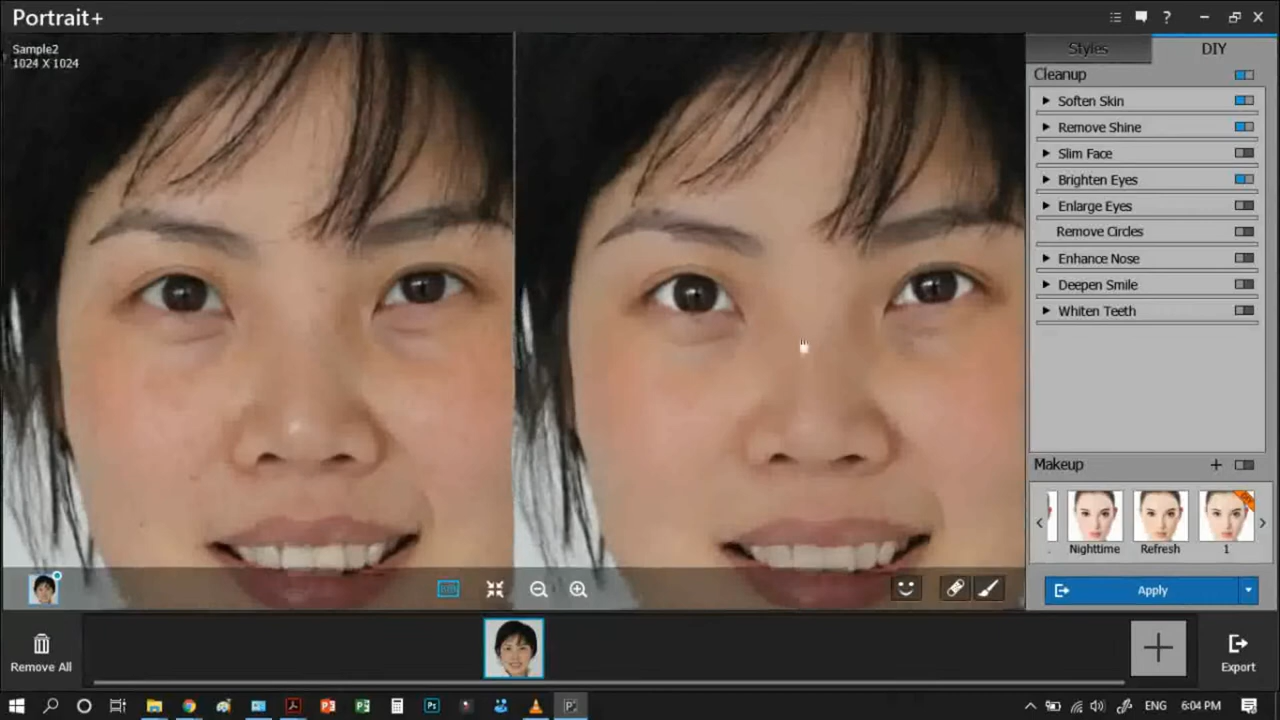 Portrait+
?
Sample2
1024 X 1024
Styles
DIY
Cleanup
Soften Skin
Remove Shine
Slim Face
Brighten Eyes
Enlarge Eyes
Remove Circles
Enhance Nose
Deepen Smile
Whiten Teeth
Makeup
Nighttime
Refresh
1
Apply
Remove All
Export
ENG
6:04 PM